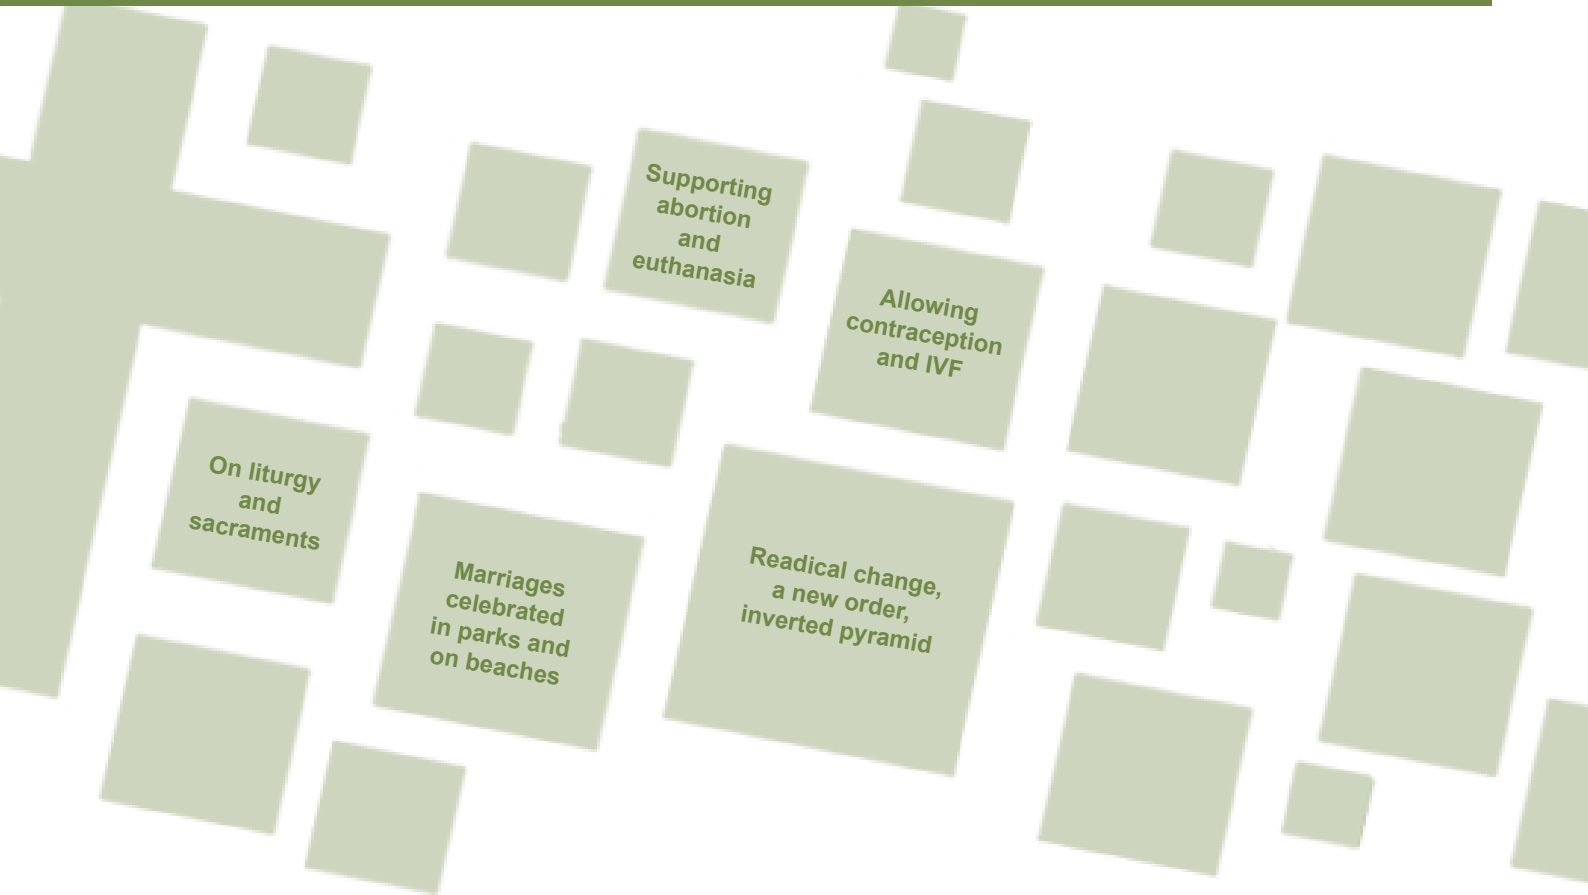 Supporting
abortion
and
euthanasia
Allowing
contraception
and IVF
On liturgy
and
sacraments
Marriages
celebrated
in parks and
on beaches
Readical change,
a new order,
inverted pyramid